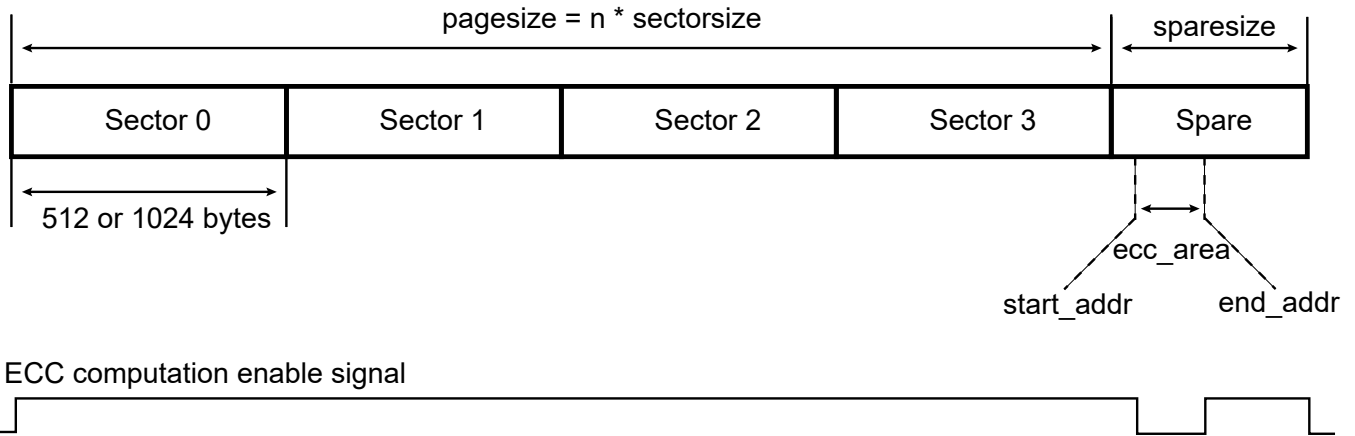 pagesize = n * sectorsize
sparesize
Sector 0
Sector 1
Sector 2
Sector 3
Spare
512 or 1024 bytes
ecc_area
start_addr
end_addr
ECC computation enable signal